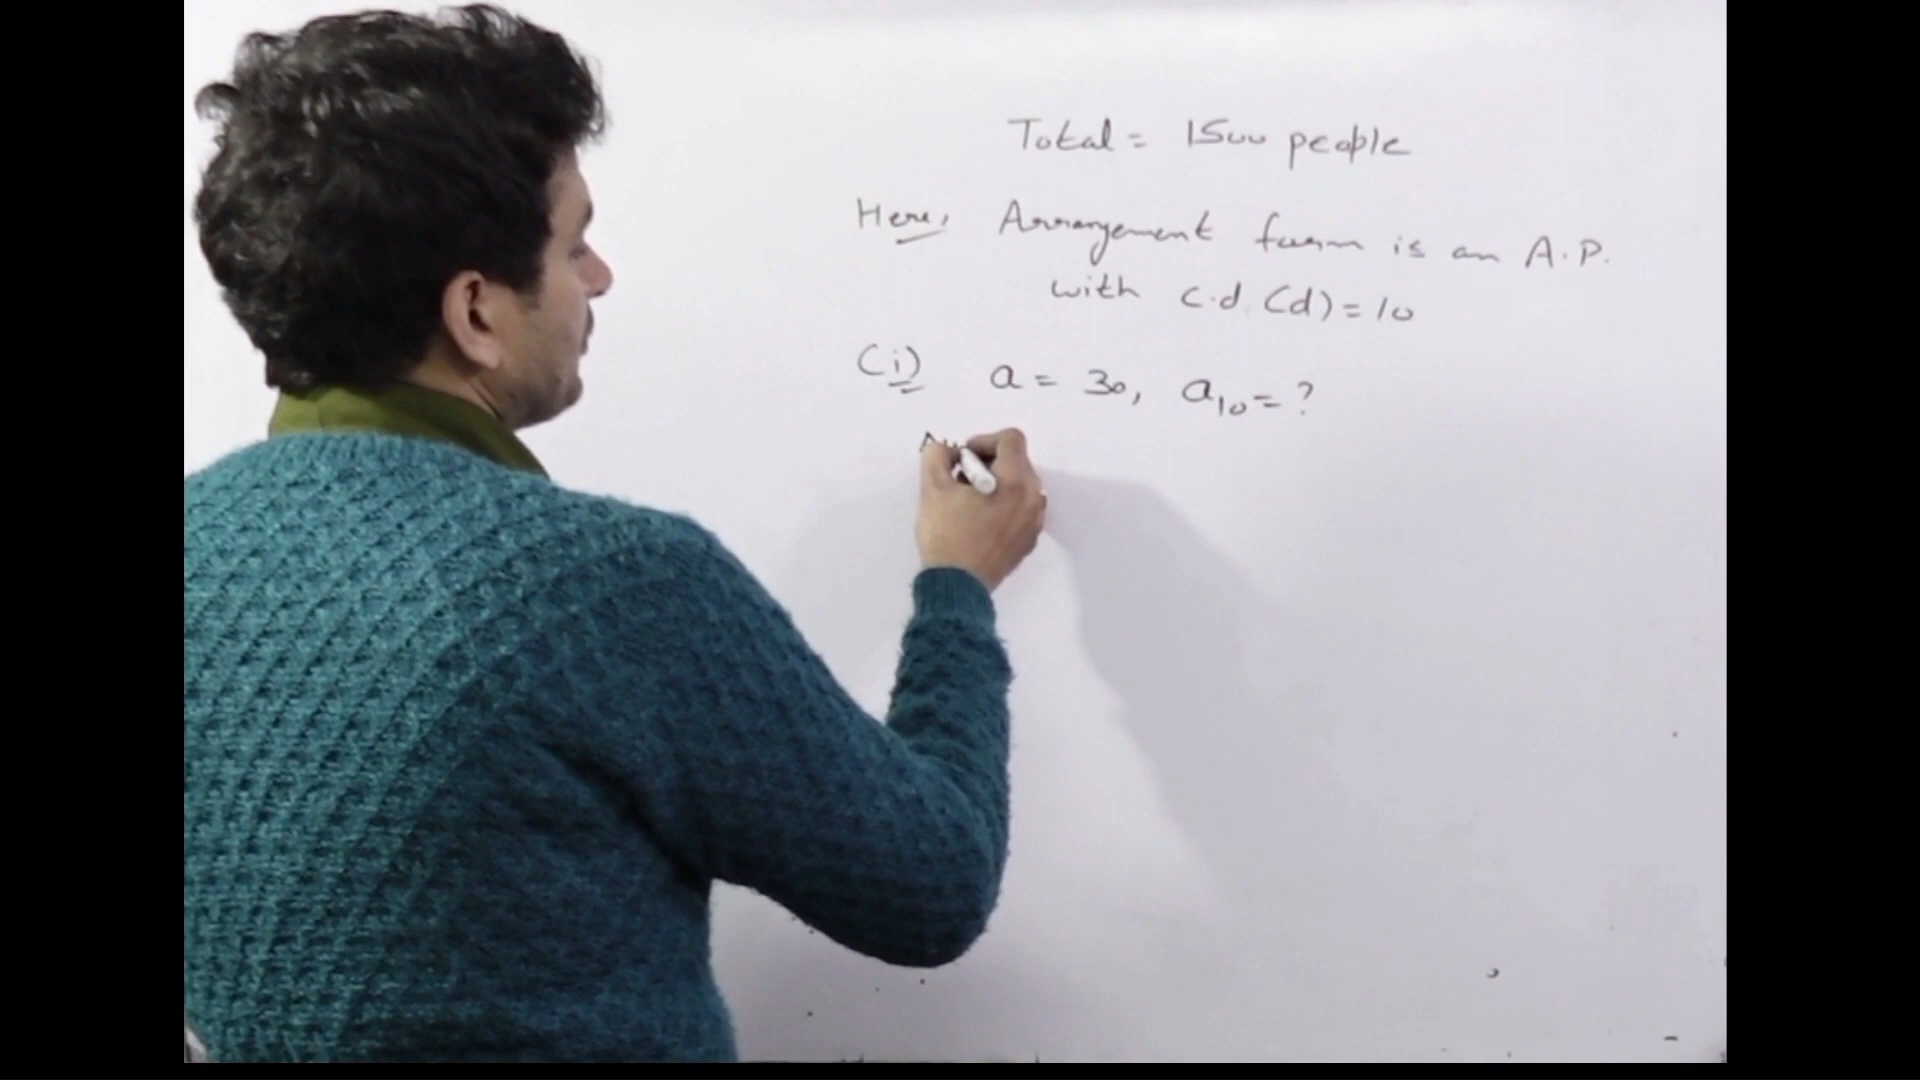 Total = 1500 people
Here, Arrangement form is an A.P.
with c.d. (d) = 10
(i) a = 30, a₁₀ = ?